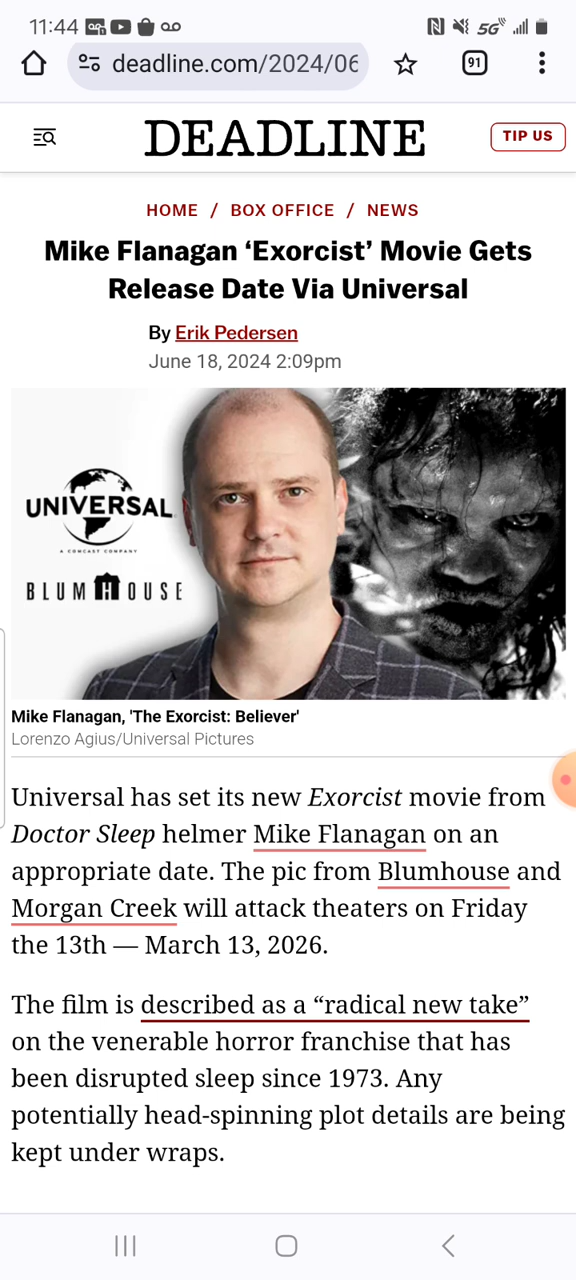 11:44
5G
deadline.com/2024/06
91
DEADLINE
TIP US
HOME / BOX OFFICE / NEWS
Mike Flanagan ‘Exorcist’ Movie Gets
Release Date Via Universal
By Erik Pedersen
June 18, 2024 2:09pm
UNIVERSAL
A COMCAST COMPANY
BLUMHOUSE
Mike Flanagan, 'The Exorcist: Believer'
Lorenzo Agius/Universal Pictures
Universal has set its new Exorcist movie from
Doctor Sleep helmer Mike Flanagan on an
appropriate date. The pic from Blumhouse and
Morgan Creek will attack theaters on Friday
the 13th — March 13, 2026.
The film is described as a “radical new take”
on the venerable horror franchise that has
been disrupted sleep since 1973. Any
potentially head-spinning plot details are being
kept under wraps.